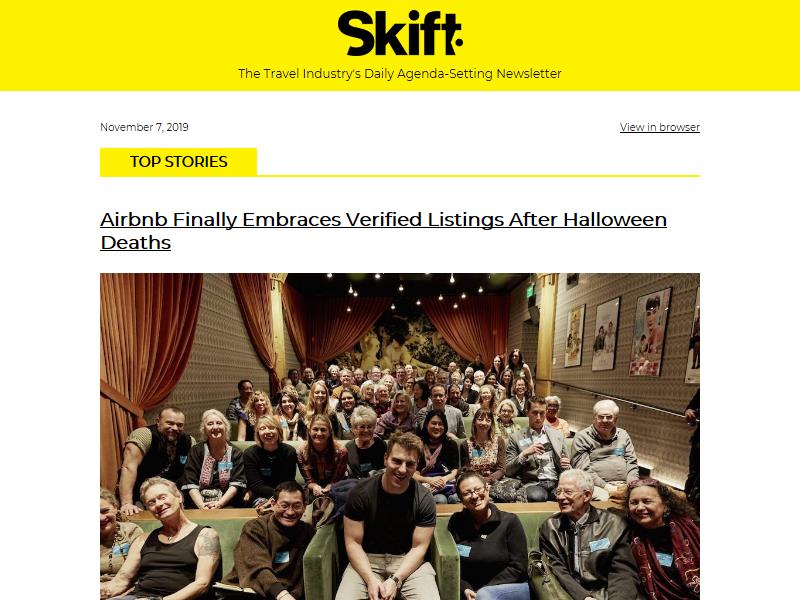 Skift.
The Travel Industry's Daily Agenda-Setting Newsletter
November 7, 2019
View in browser
TOP STORIES
Airbnb Finally Embraces Verified Listings After Halloween
Deaths